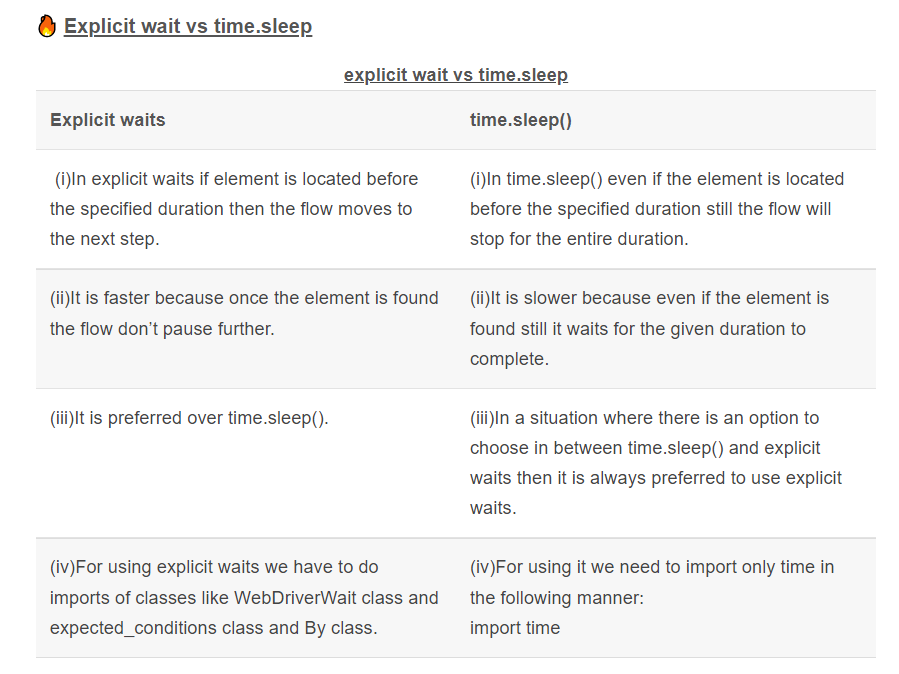 🔥 Explicit wait vs time.sleep
explicit wait vs time.sleep
Explicit waits
time.sleep()
(i)In explicit waits if element is located before
the specified duration then the flow moves to
the next step.
(i)In time.sleep() even if the element is located
before the specified duration still the flow will
stop for the entire duration.
(ii)It is faster because once the element is found
the flow don’t pause further.
(ii)It is slower because even if the element is
found still it waits for the given duration to
complete.
(iii)It is preferred over time.sleep().
(iii)In a situation where there is an option to
choose in between time.sleep() and explicit
waits then it is always preferred to use explicit
waits.
(iv)For using explicit waits we have to do
imports of classes like WebDriverWait class and
expected_conditions class and By class.
(iv)For using it we need to import only time in
the following manner:
import time